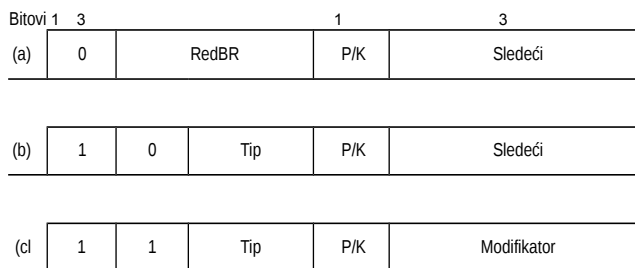 Bitovi 1 3 1 3
(a) 0 RedBR P/K Sledeći
(b) 1 0 Tip P/K Sledeći
(cl 1 1 Tip P/K Modifikator